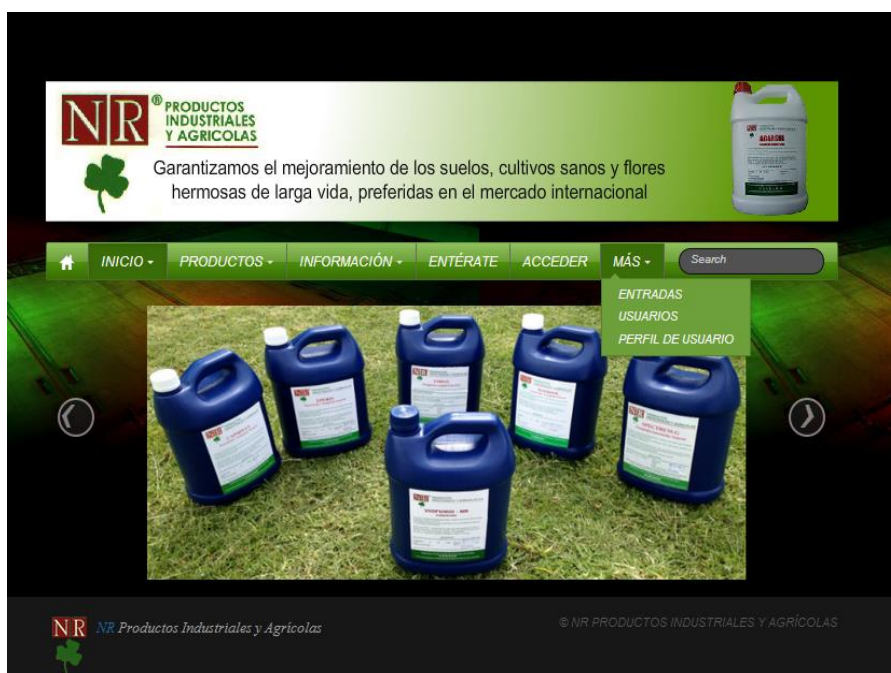 NR® PRODUCTOS
INDUSTRIALES
Y AGRICOLAS
Garantizamos el mejoramiento de los suelos, cultivos sanos y flores
hermosas de larga vida, preferidas en el mercado internacional
INICIO PRODUCTOS INFORMACIÓN ENTÉRATE ACCEDER MÁS Search
ENTRADAS
USUARIOS
PERFIL DE USUARIO
NR NR Productos Industriales y Agrícolas
© NR PRODUCTOS INDUSTRIALES Y AGRÍCOLAS